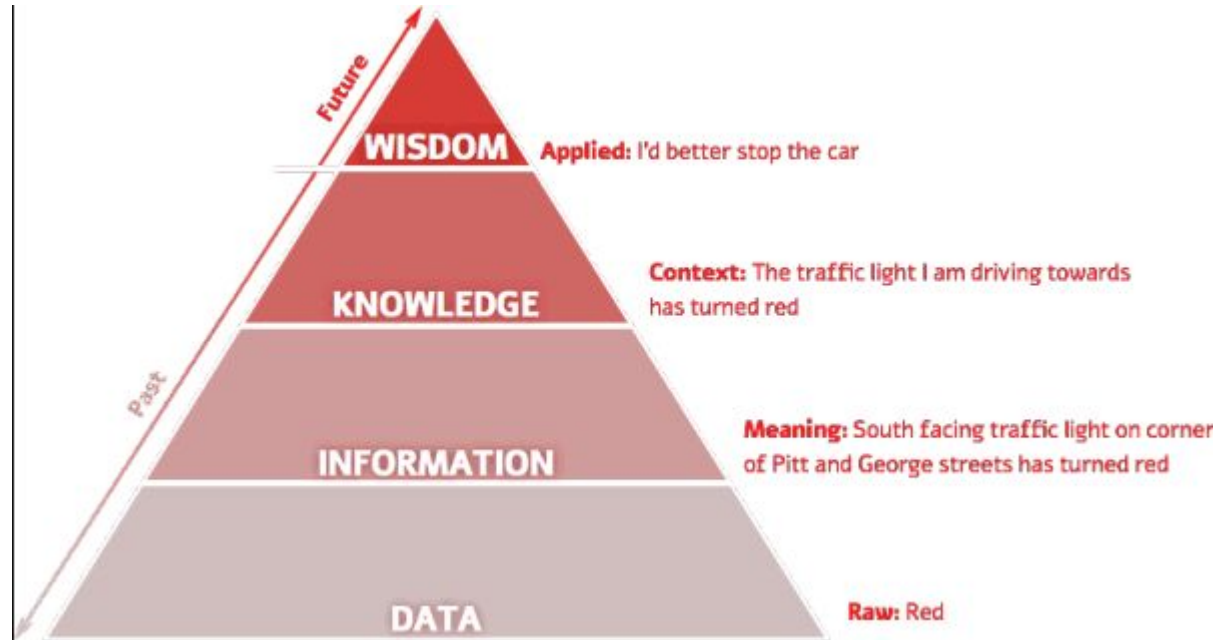 Future
WISDOM
Applied: I'd better stop the car
Context: The traffic light I am driving towards
has turned red
KNOWLEDGE
Past
Meaning: South facing traffic light on corner
of Pitt and George streets has turned red
INFORMATION
Raw: Red
DATA